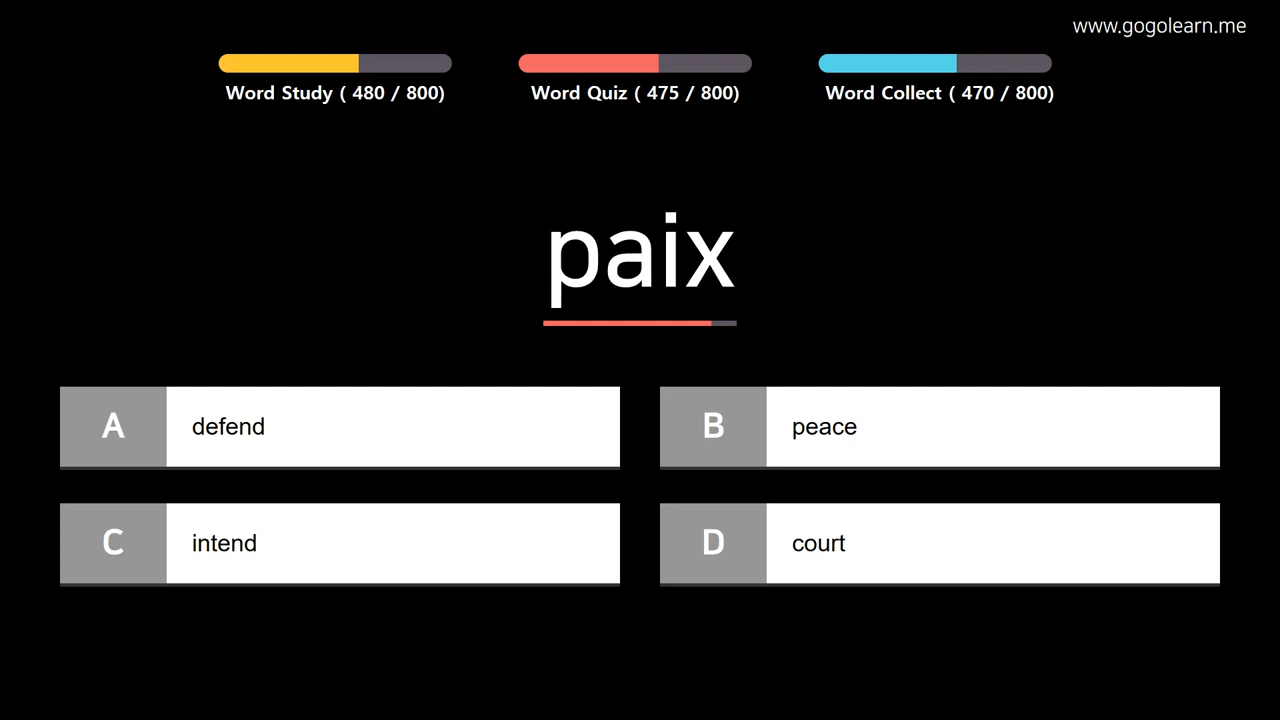 www.gogolearn.me
Word Study ( 480 / 800)
Word Quiz ( 475 / 800)
Word Collect ( 470 / 800)
paix
A defend
B peace
C intend
D court